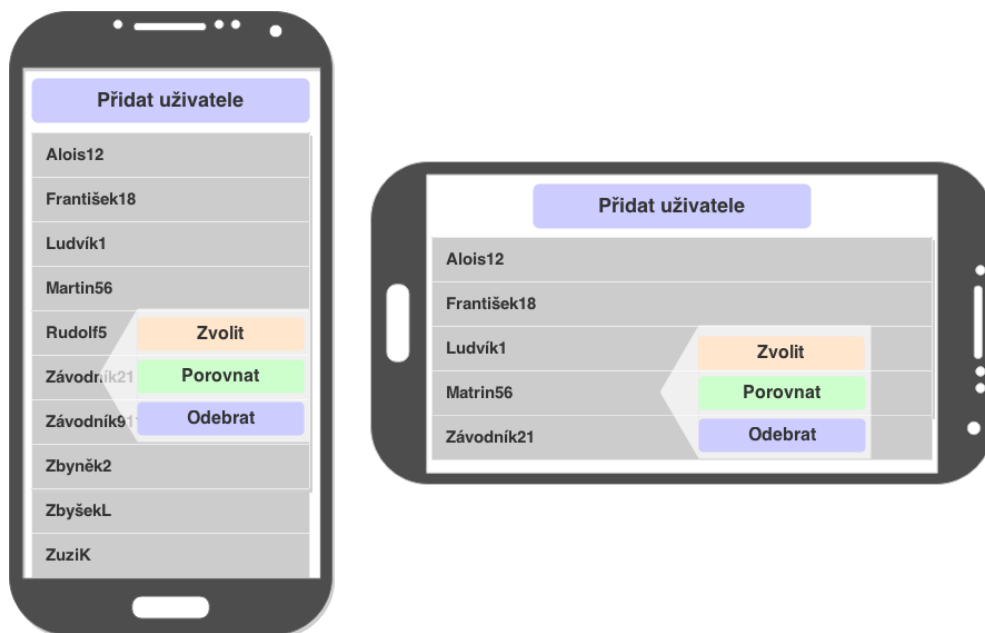 Přidat uživatele
Alois12
František18
Ludvík1
Martin56
Rudolf5
Zvolit
Závodník21
Porovnat
Závodník911
Odebrat
Zbyněk2
ZbyšekL
ZuziK
Přidat uživatele
Alois12
František18
Ludvík1
Zvolit
Matrin56
Porovnat
Závodník21
Odebrat